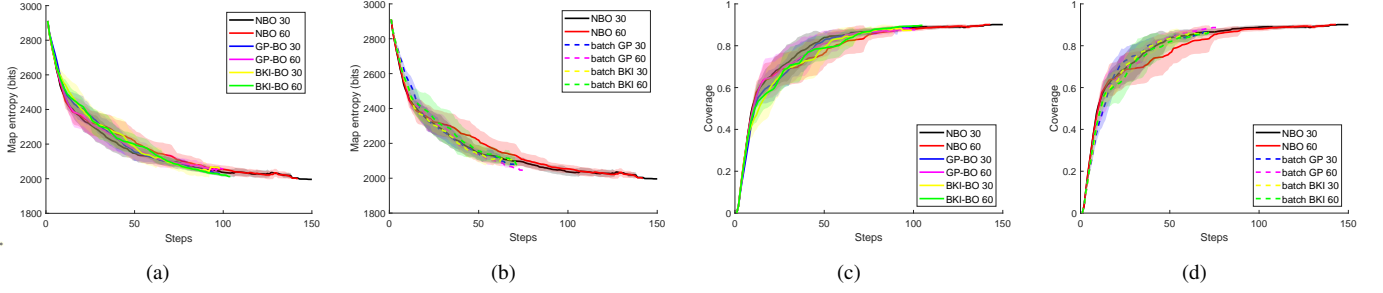 3000
2800
2600
2400
2200
2000
1800
Map entropy (bits)
0
50
100
150
Steps
NBO 30
NBO 60
GP-BO 30
GP-BO 60
BKI-BO 30
BKI-BO 60
(a)
3000
2800
2600
2400
2200
2000
1800
Map entropy (bits)
0
50
100
150
Steps
NBO 30
NBO 60
batch GP 30
batch GP 60
batch BKI 30
batch BKI 60
(b)
1
0.8
0.6
0.4
0.2
0
Coverage
0
50
100
150
Steps
NBO 30
NBO 60
GP-BO 30
GP-BO 60
BKI-BO 30
BKI-BO 60
(c)
1
0.8
0.6
0.4
0.2
0
Coverage
0
50
100
150
Steps
NBO 30
NBO 60
batch GP 30
batch GP 60
batch BKI 30
batch BKI 60
(d)